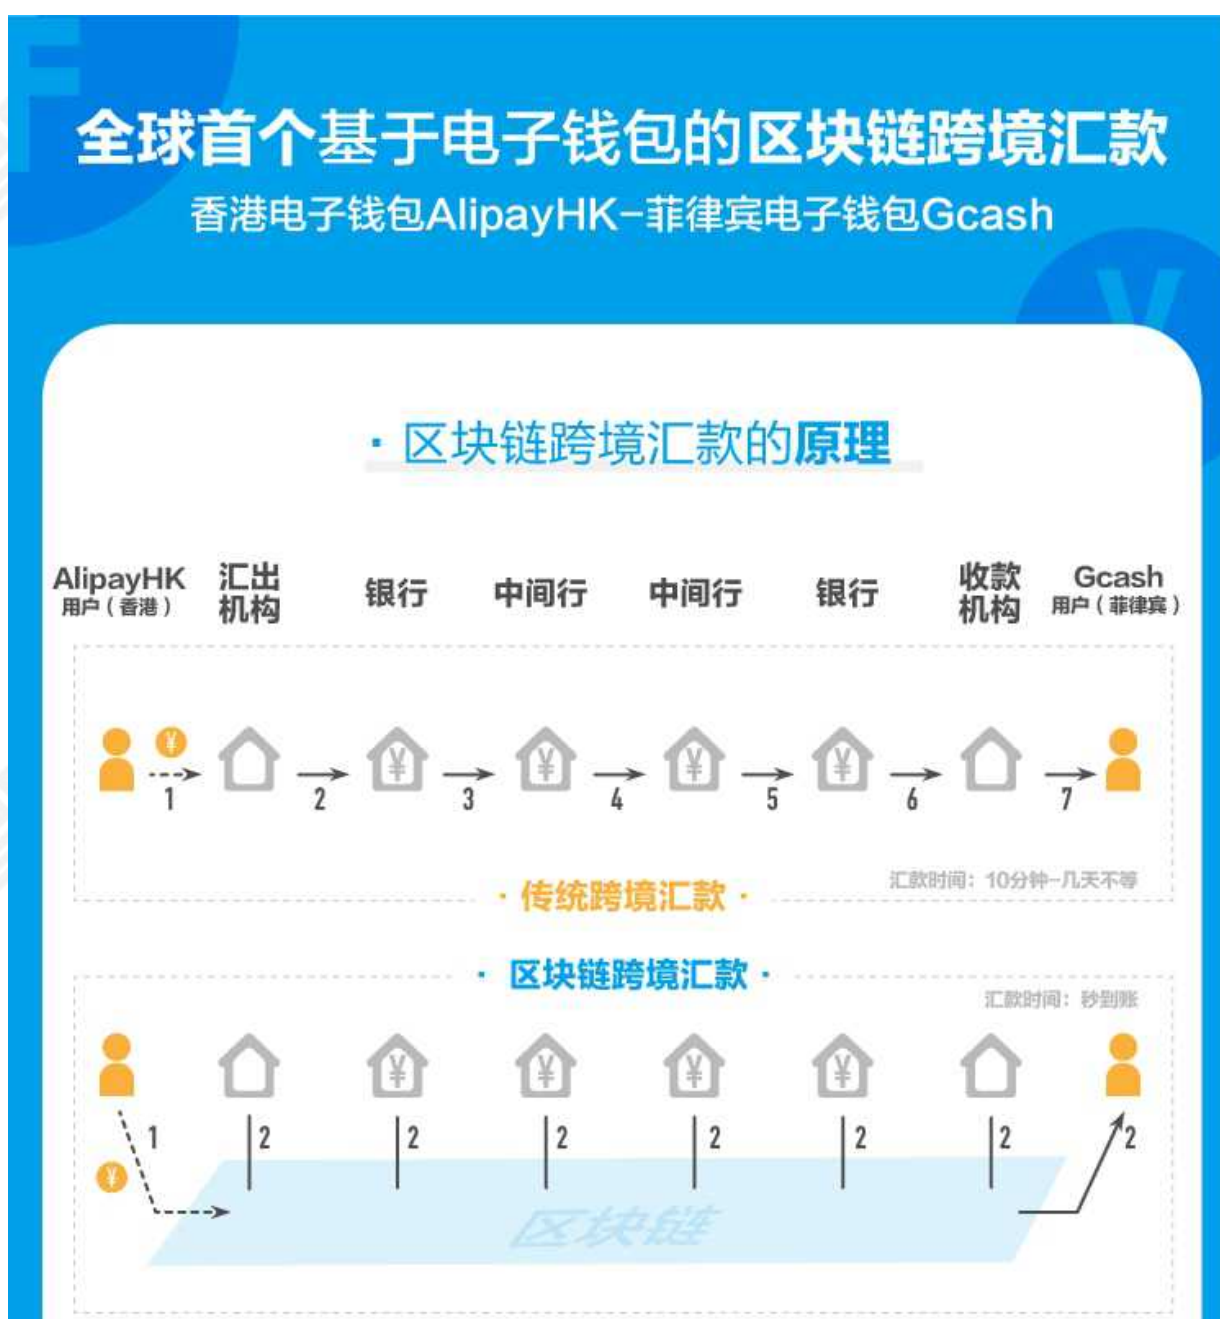 全球首个基于电子钱包的区块链跨境汇款
香港电子钱包AlipayHK-菲律宾电子钱包Gcash
·区块链跨境汇款的原理
AlipayHK
用户(香港)
汇出
机构
银行
中间行
中间行
银行
收款
机构
Gcash
用户(菲律宾)
¥
¥ ¥ ¥ ¥
1 2 3 4 5 6 7
汇款时间:10分钟-几天不等
·传统跨境汇款·
·区块链跨境汇款·
汇款时间:秒到账
¥ ¥ ¥ ¥
1 2 2 2 2 2 2 2
¥
区块链
F
¥